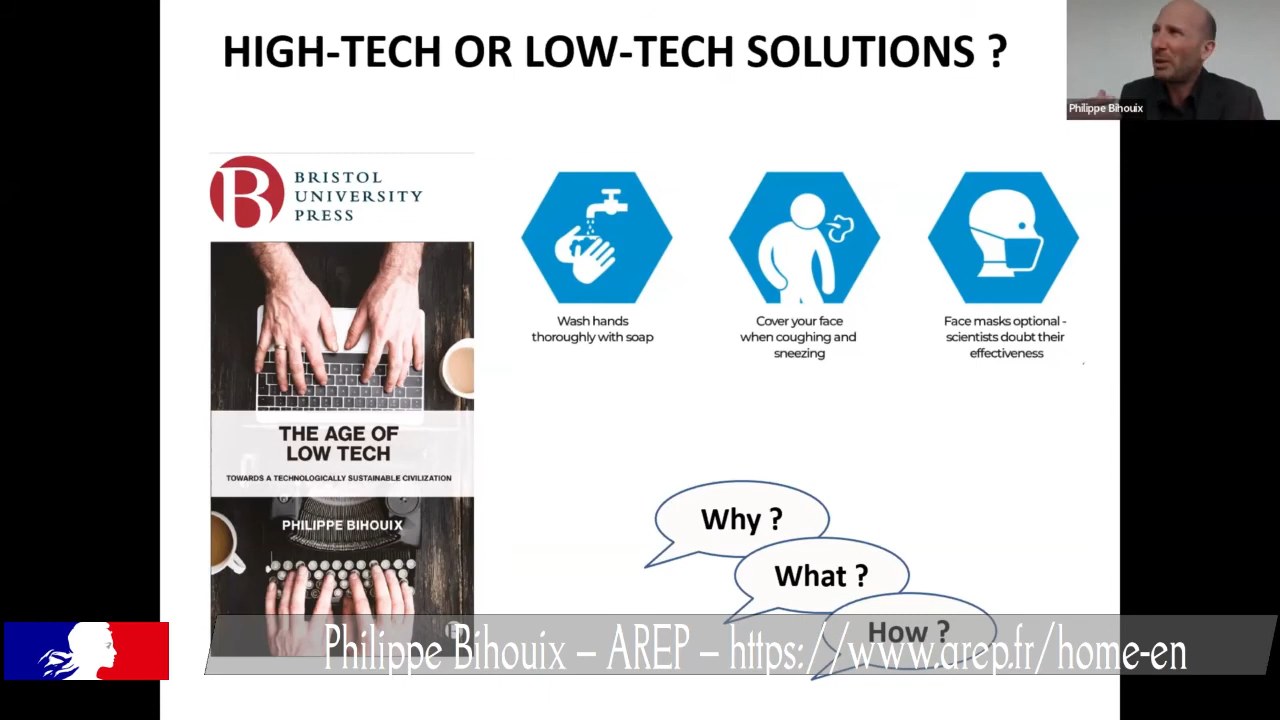 HIGH-TECH OR LOW-TECH SOLUTIONS ?
Philippe Bihouix
B
BRISTOL
UNIVERSITY
PRESS
Wash hands
thoroughly with soap
Cover your face
when coughing and
sneezing
Face masks optional -
scientists doubt their
effectiveness
THE AGE OF
LOW TECH
TOWARDS A TECHNOLOGICALLY SUSTAINABLE CIVILIZATION
PHILIPPE BIHOUIX
Why ?
What ?
How ?
Philippe Bihouix – AREP – https://www.arep.fr/home-en